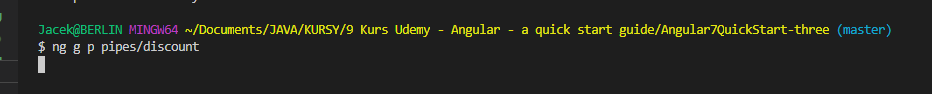 Jacek@BERLIN MINGW64 ~/Documents/JAVA/KURSY/9 Kurs Udemy - Angular - a quick start guide/Angular7QuickStart-three (master)
$ ng g p pipes/discount